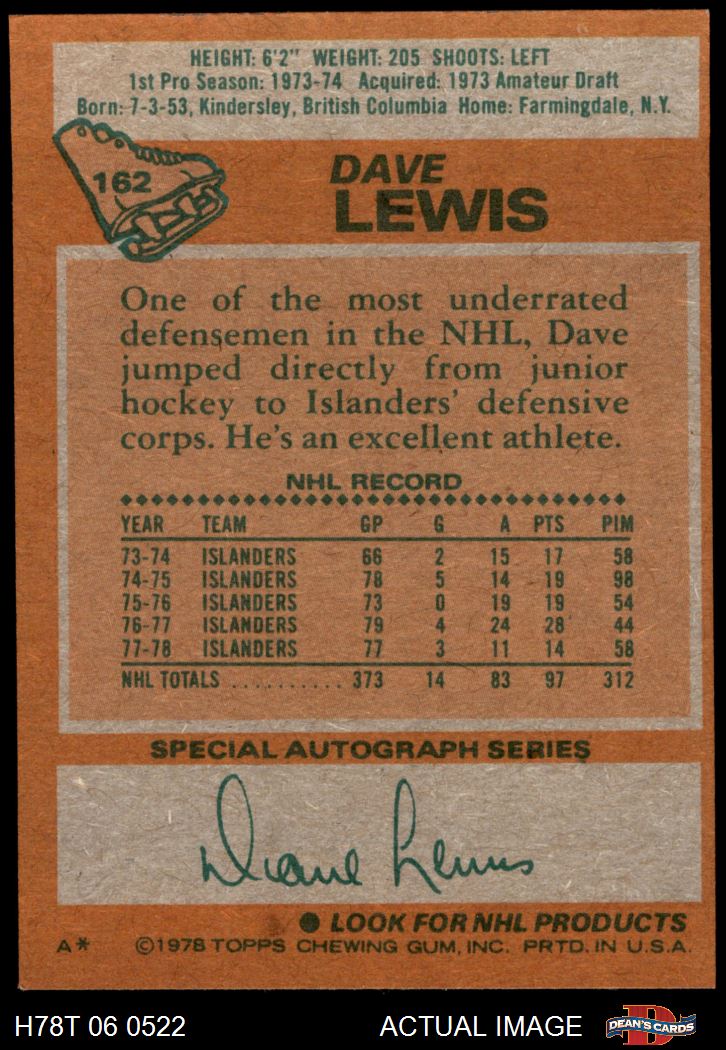 HEIGHT: 6'2" WEIGHT: 205 SHOOTS: LEFT
1st Pro Season: 1973-74 Acquired: 1973 Amateur Draft
Born: 7-3-53, Kindersley, British Columbia Home: Farmingdale, N.Y.
162
DAVE
LEWIS
One of the most underrated
defensemen in the NHL, Dave
jumped directly from junior
hockey to Islanders' defensive
corps. He's an excellent athlete.
NHL RECORD
YEAR TEAM GP G A PTS PIM
73-74 ISLANDERS 66 2 15 17 58
74-75 ISLANDERS 78 5 14 19 98
75-76 ISLANDERS 73 0 19 19 54
76-77 ISLANDERS 79 4 24 28 44
77-78 ISLANDERS 77 3 11 14 58
NHL TOTALS .......... 373 14 83 97 312
SPECIAL AUTOGRAPH SERIES
Lewis
● LOOK FOR NHL PRODUCTS
A* ©1978 TOPPS CHEWING GUM, INC. PRTD. IN U.S.A.
H78T 06 0522 ACTUAL IMAGE D DEAN'S CARDS